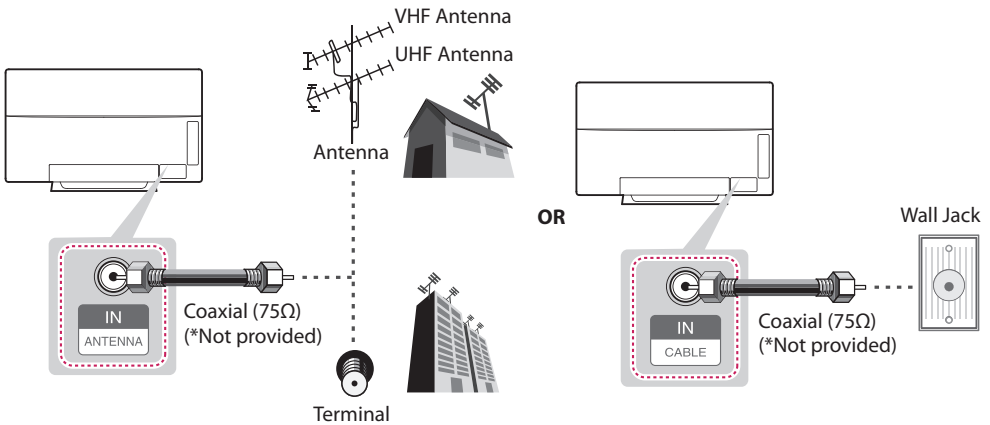 VHF Antenna
UHF Antenna
Antenna
IN
ANTENNA
Coaxial (75Ω)
(*Not provided)
Terminal
OR
Wall Jack
IN
CABLE
Coaxial (75Ω)
(*Not provided)